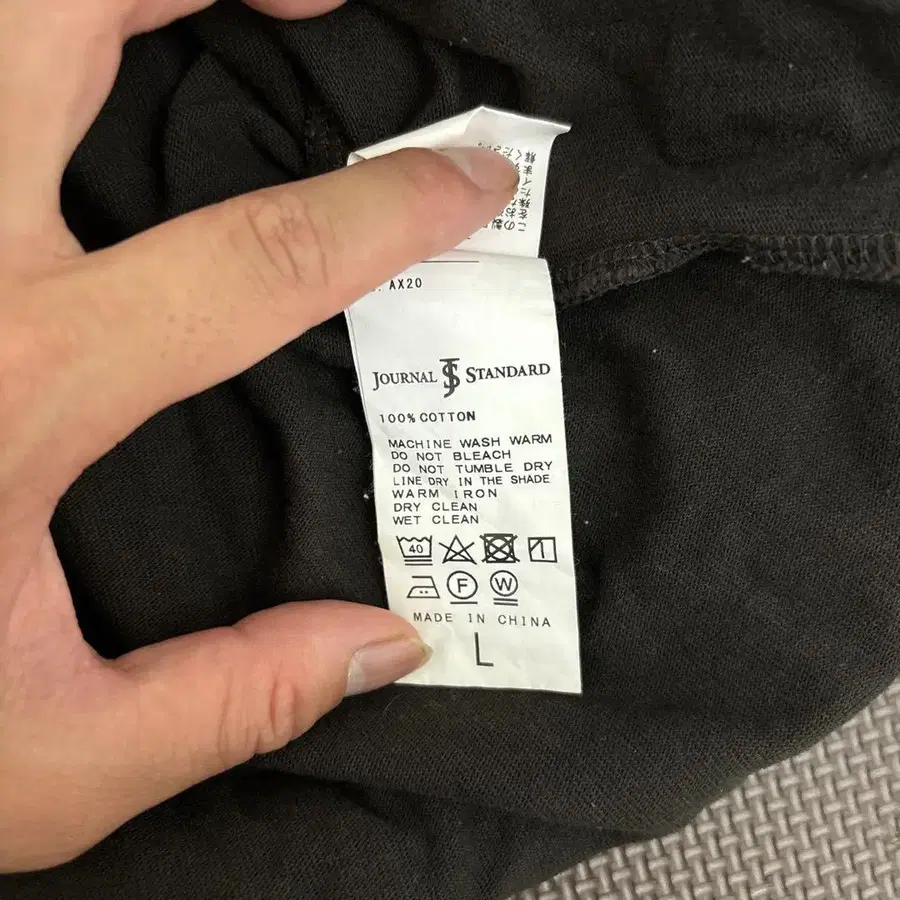 AX20
JOURNAL JS STANDARD
100% COTTON
MACHINE WASH WARM
DO NOT BLEACH
DO NOT TUMBLE DRY
LINE DRY IN THE SHADE
WARM IRON
DRY CLEAN
WET CLEAN
40
F W
MADE IN CHINA
L